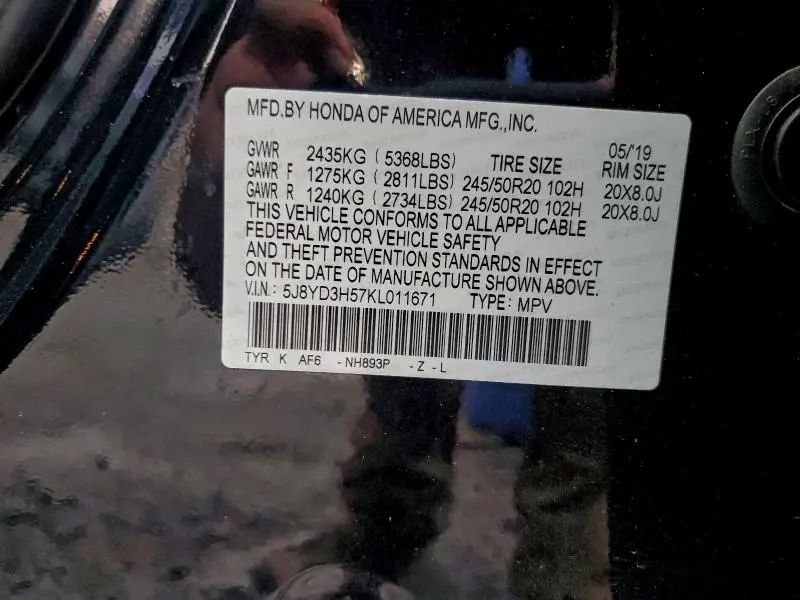 MFD.BY HONDA OF AMERICA MFG.,INC.
05/'19
GVWR 2435KG ( 5368LBS) TIRE SIZE RIM SIZE
GAWR F 1275KG ( 2811LBS) 245/50R20 102H 20X8.0J
GAWR R 1240KG ( 2734LBS) 245/50R20 102H 20X8.0J
THIS VEHICLE CONFORMS TO ALL APPLICABLE
FEDERAL MOTOR VEHICLE SAFETY
AND THEFT PREVENTION STANDARDS IN EFFECT
ON THE DATE OF MANUFACTURE SHOWN ABOVE.
V.I.N.: 5J8YD3H57KL011671 TYPE: MPV
TYR K AF6 - NH893P - Z - L